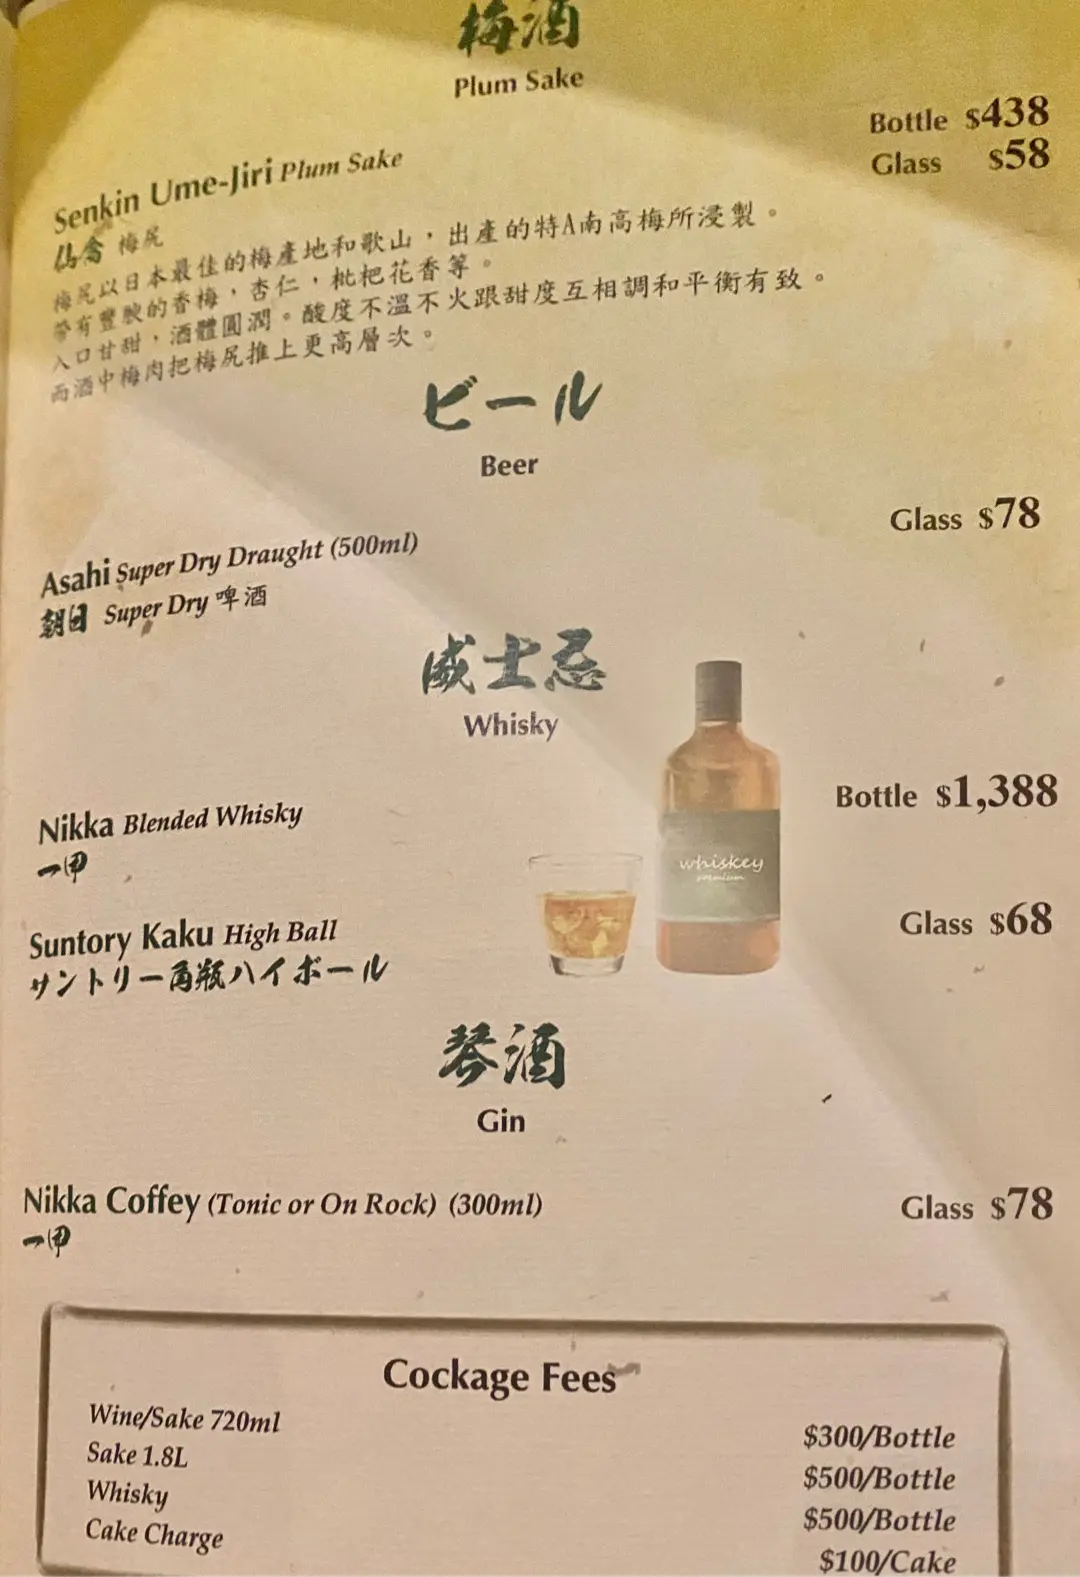 梅酒
Plum Sake
Bottle $438
Glass $58
Senkin Ume-Jiri Plum Sake
仙禽 梅尻
梅尻以日本最佳的梅產地和歌山，出產的特A南高梅所浸製。
帶有豐腴的香梅，杏仁，枇杷花香等。
入口甘甜，酒體圓潤。酸度不溫不火跟甜度互相調和平衡有致。
而酒中梅肉把梅尻推上更高層次。
ビール
Beer
Glass $78
Asahi Super Dry Draught (500ml)
朝日 Super Dry 啤酒
威士忌
Whisky
Bottle $1,388
Nikka Blended Whisky
一甲
whiskey
premium
Glass $68
Suntory Kaku High Ball
サントリー角瓶ハイボール
琴酒
Gin
Nikka Coffey (Tonic or On Rock) (300ml) Glass $78
一甲
Cockage Fees
Wine/Sake 720ml $300/Bottle
Sake 1.8L $500/Bottle
Whisky $500/Bottle
Cake Charge $100/Cake